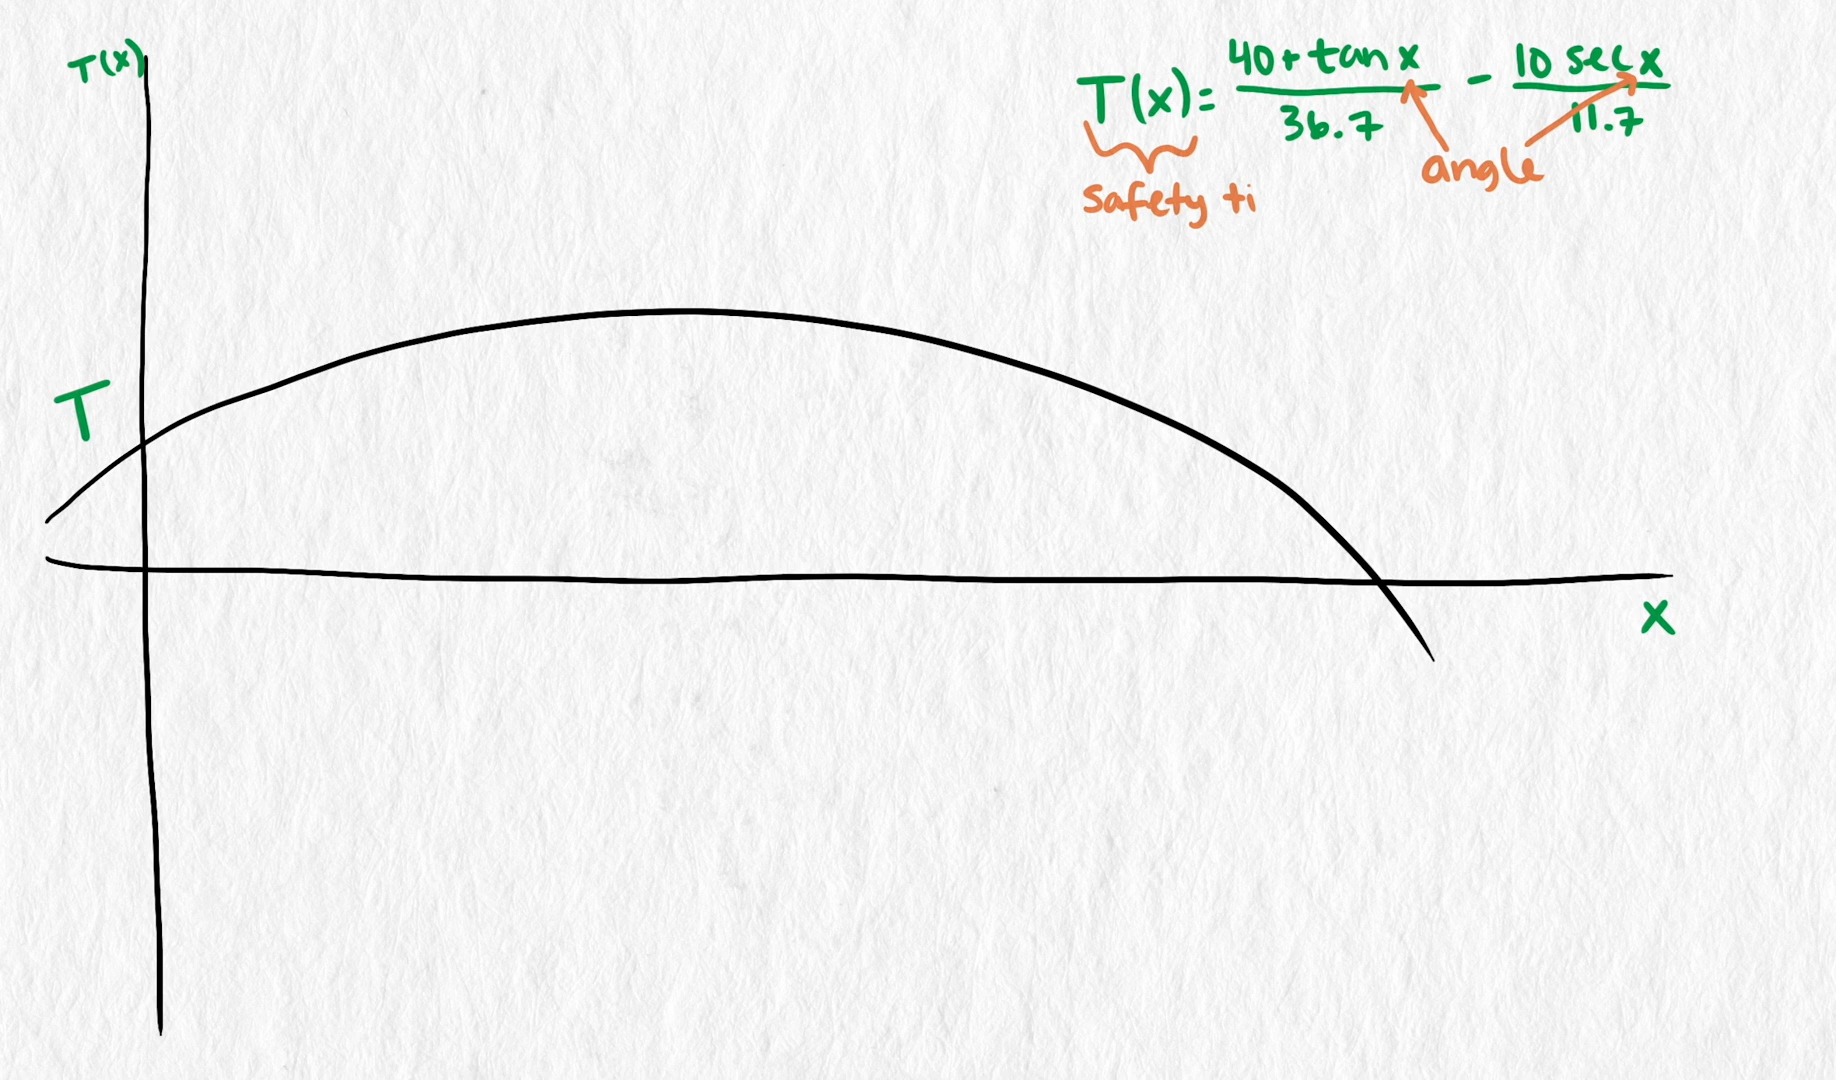 T(x)
T(x)= 40+tan x / 36.7 - 10 sec x / 11.7
angle
safety ti
T
x